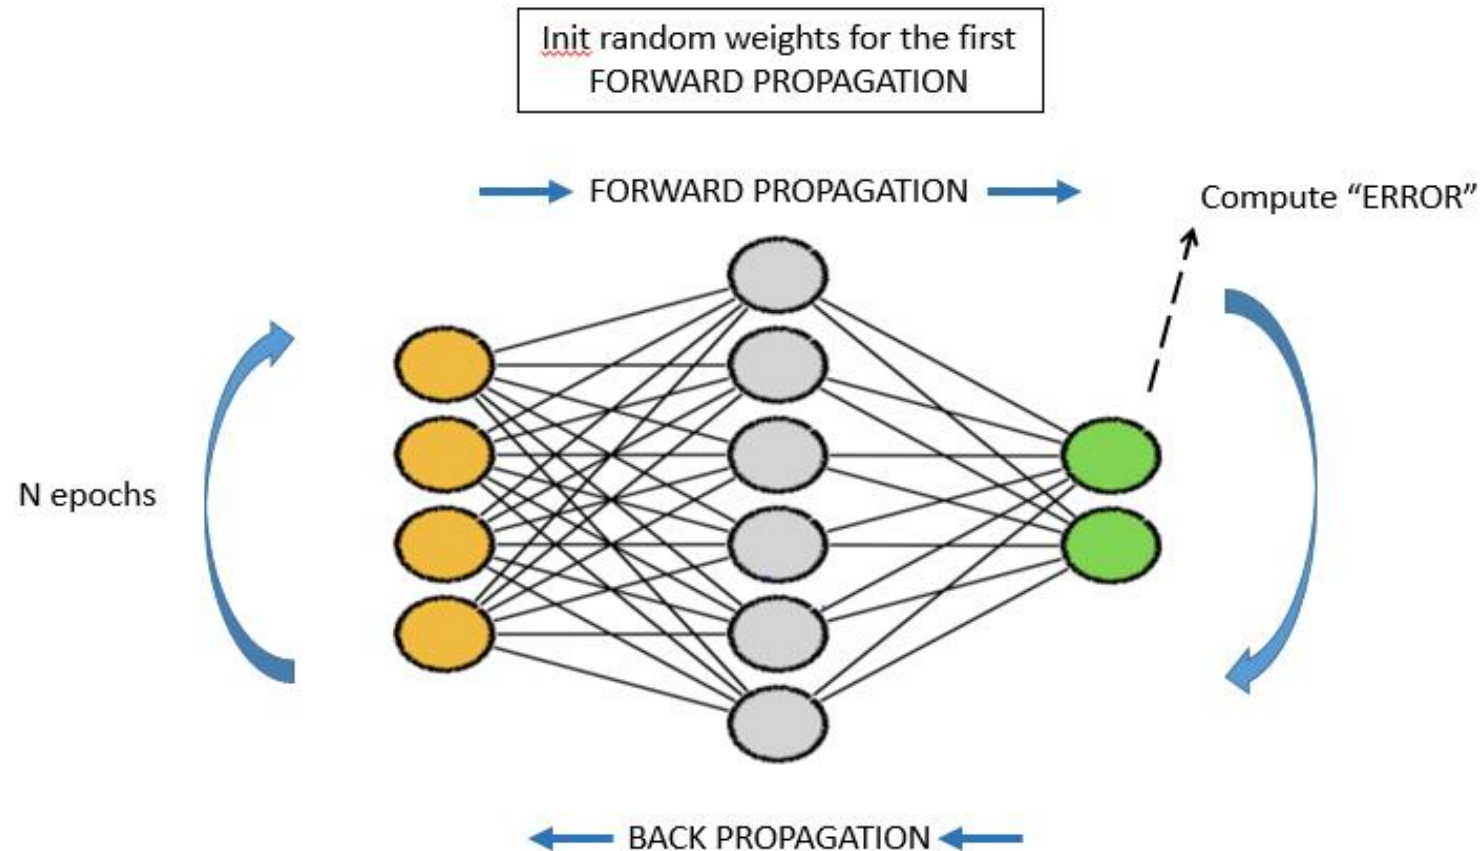 Init random weights for the first
FORWARD PROPAGATION
FORWARD PROPAGATION
Compute “ERROR”
N epochs
BACK PROPAGATION